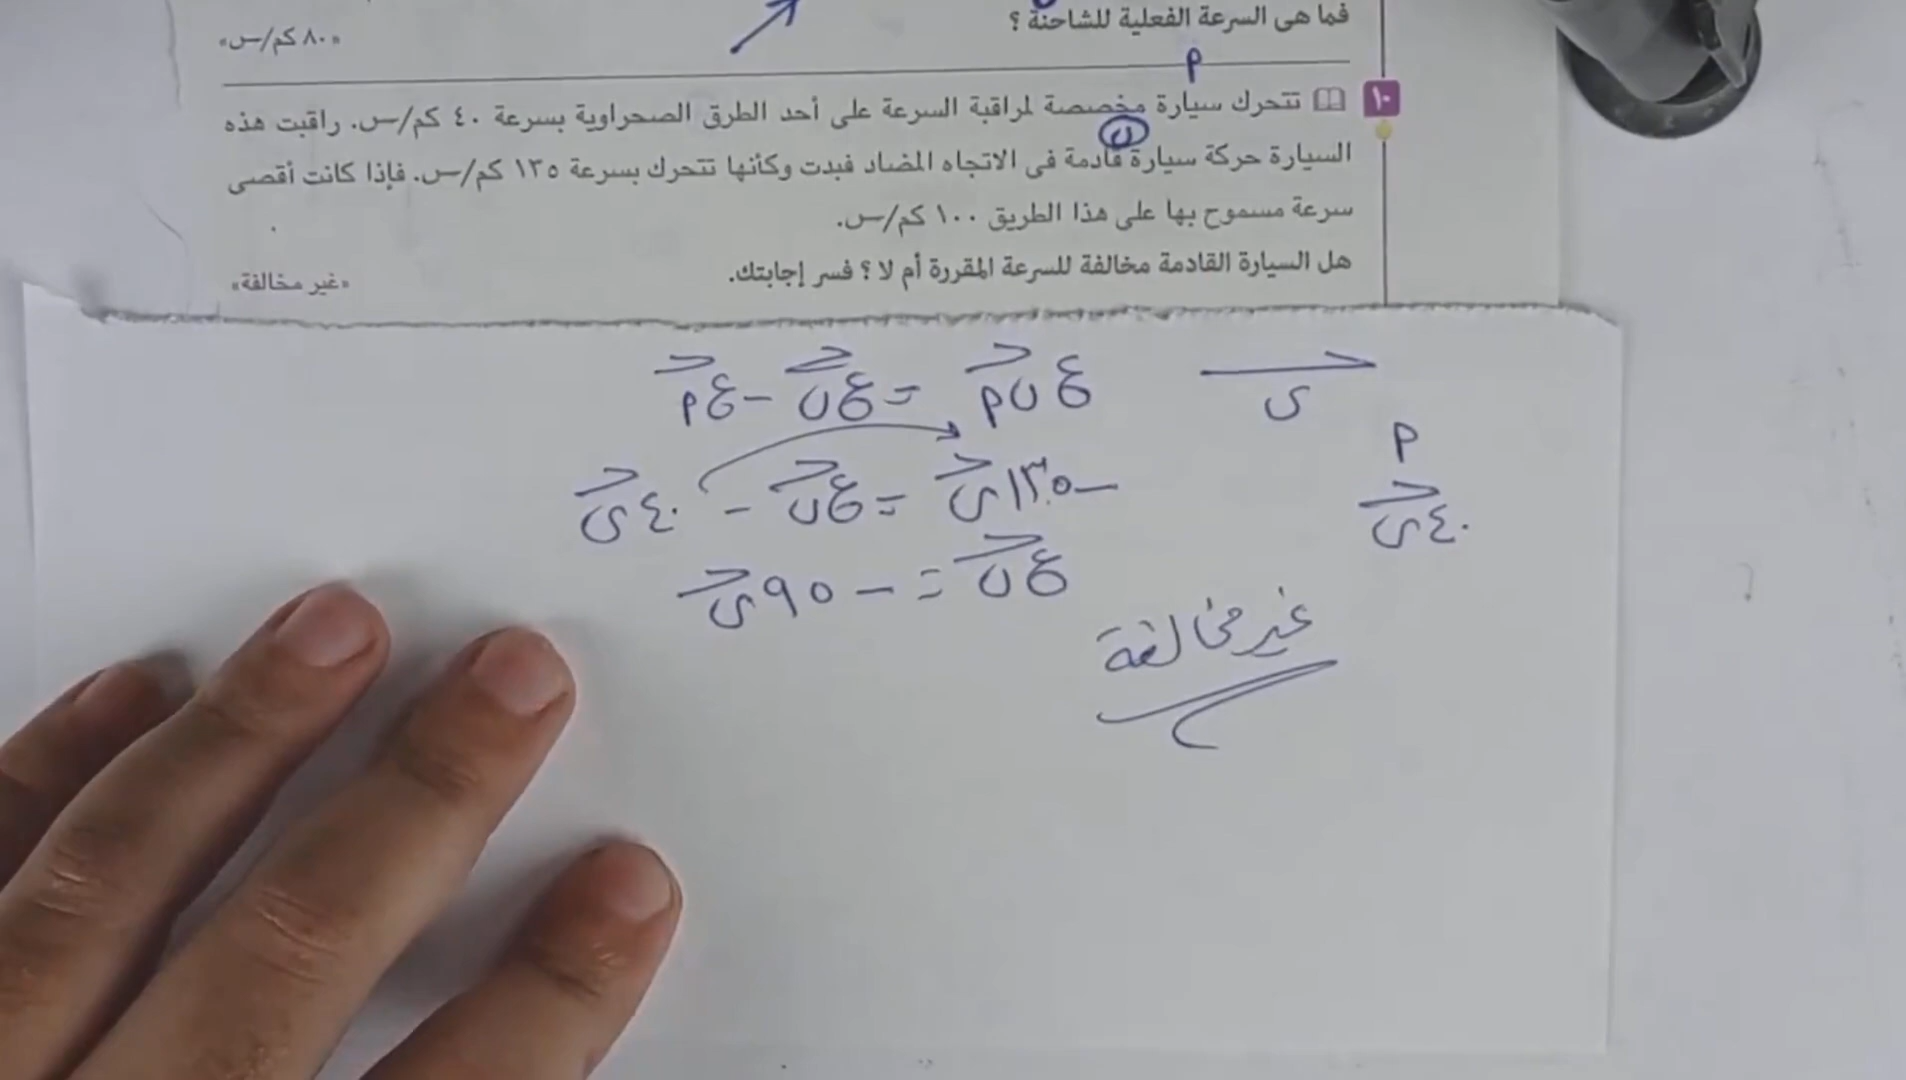 فما هى السرعة الفعلية للشاحنة ؟
«٨٠ كم/س»
م
١٠ تتحرك سيارة مخصصة لمراقبة السرعة على أحد الطرق الصحراوية بسرعة ٤٠ كم/س. راقبت هذه
ن
السيارة حركة سيارة قادمة فى الاتجاه المضاد فبدت وكأنها تتحرك بسرعة ١٣٥ كم/س. فإذا كانت أقصى
سرعة مسموح بها على هذا الطريق ١٠٠ كم/س.
هل السيارة القادمة مخالفة للسرعة المقررة أم لا ؟ فسر إجابتك.
«غير مخالفة»
ى
ع ن م = ع ن - ع م
م
٤٠ ى
- ١٣٥ ى = ع ن - ٤٠ ى
ع ن = - ٩٥ ى
غير مخالفة